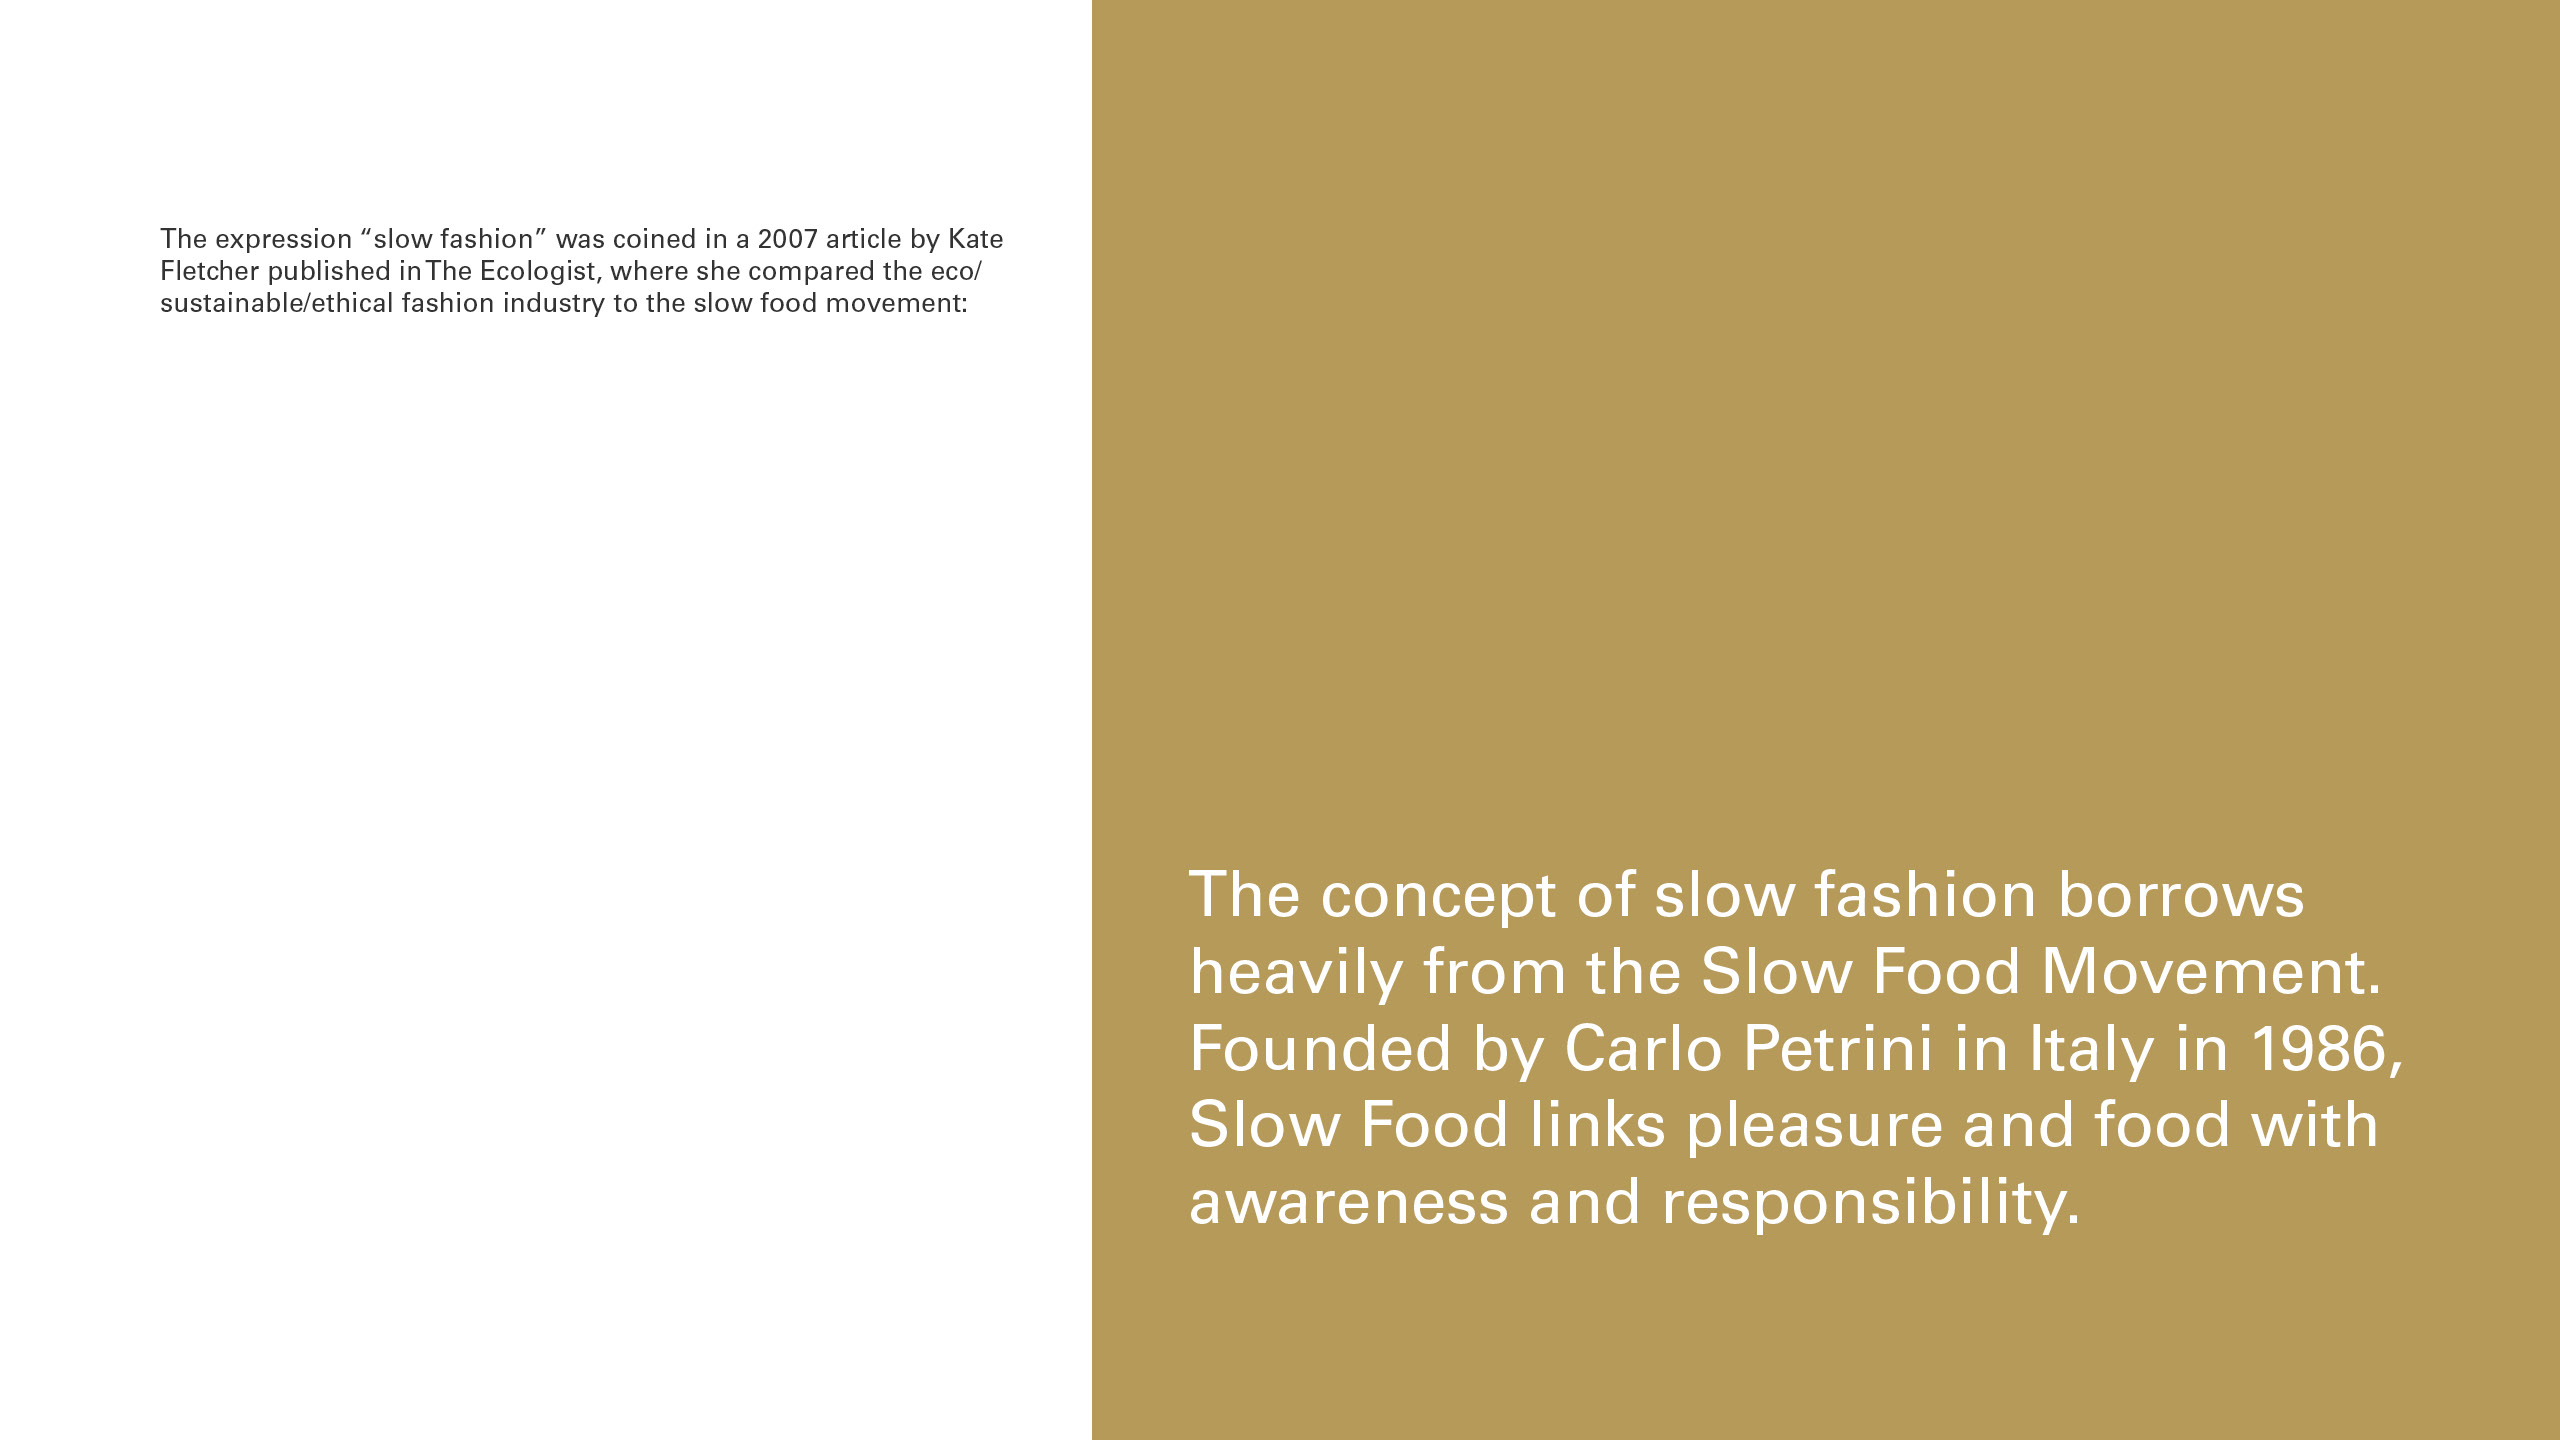 The expression “slow fashion” was coined in a 2007 article by Kate
Fletcher published in The Ecologist, where she compared the eco/
sustainable/ethical fashion industry to the slow food movement:
The concept of slow fashion borrows
heavily from the Slow Food Movement.
Founded by Carlo Petrini in Italy in 1986,
Slow Food links pleasure and food with
awareness and responsibility.